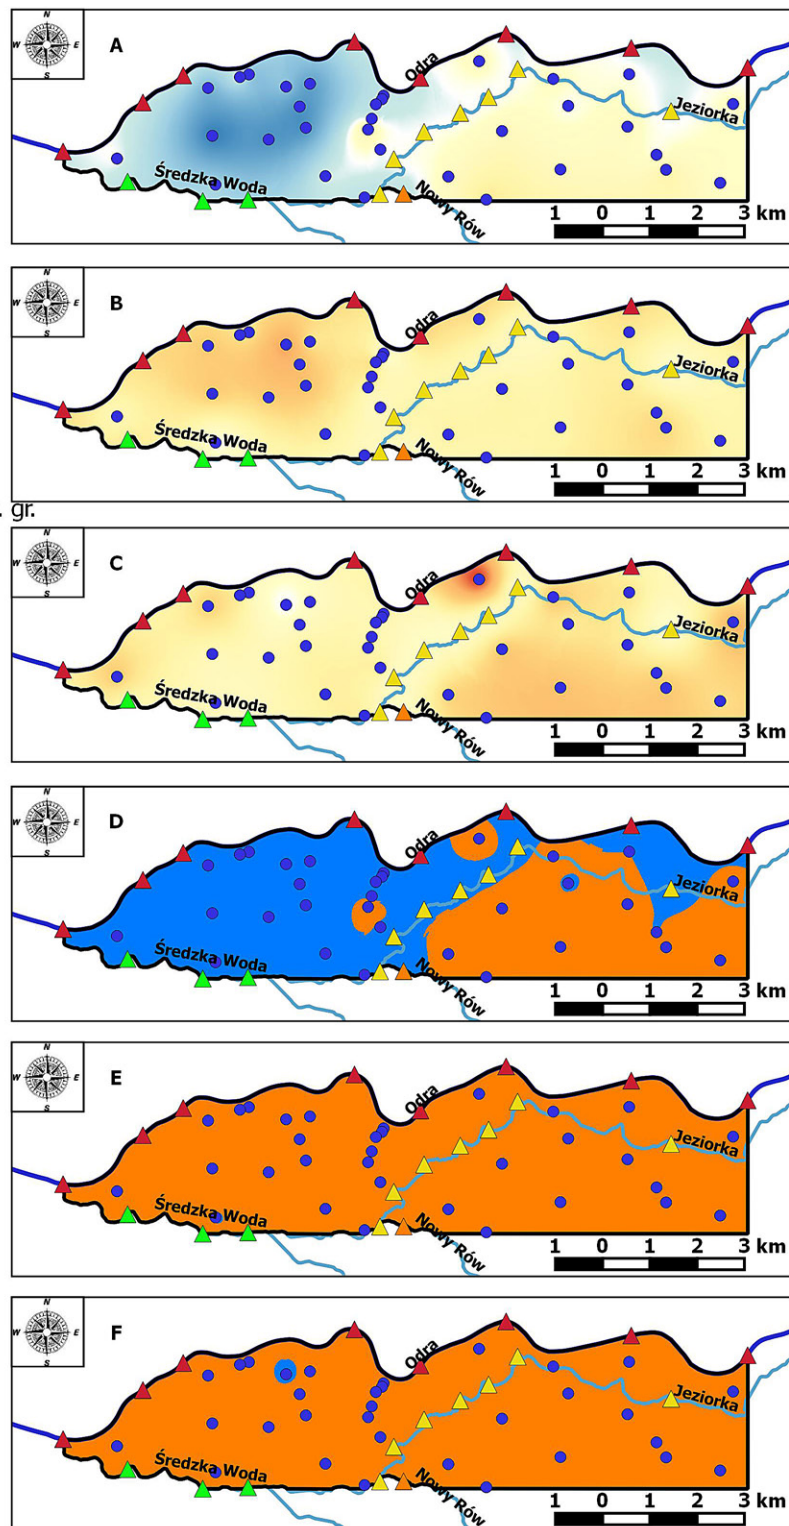 N
W E
S
A
Odra
Jeziorka
Średzka Woda
Nowy Rów
1 0 1 2 3 km
N
W E
S
B
Odra
Jeziorka
Średzka Woda
Nowy Rów
1 0 1 2 3 km
. gr.
N
W E
S
C
Odra
Jeziorka
Średzka Woda
Nowy Rów
1 0 1 2 3 km
N
W E
S
D
Odra
Jeziorka
Średzka Woda
Nowy Rów
1 0 1 2 3 km
N
W E
S
E
Odra
Jeziorka
Średzka Woda
Nowy Rów
1 0 1 2 3 km
N
W E
S
F
Odra
Jeziorka
Średzka Woda
Nowy Rów
1 0 1 2 3 km